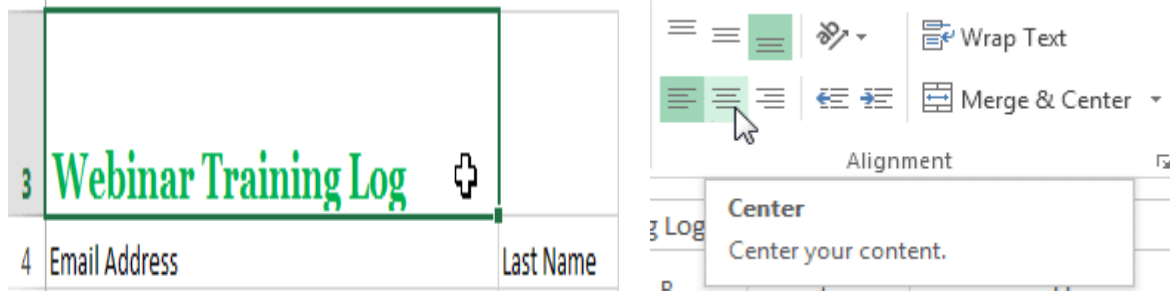 3 Webinar Training Log
4 Email Address Last Name
ab Wrap Text
Merge & Center
Alignment
Center
Center your content.
g Log